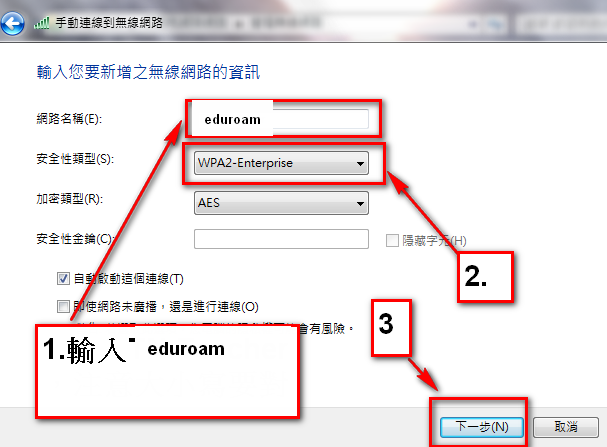 手動連線到無線網路
輸入您要新增之無線網路的資訊
網路名稱(E):
eduroam
安全性類型(S):
WPA2-Enterprise
加密類型(R):
AES
安全性金鑰(C):
隱藏字元(H)
自動啟動這個連線(T)
2.
即使網路未廣播，還是進行連線(O)
會有風險。
3
1.輸入" eduroam
下一步(N)
取消